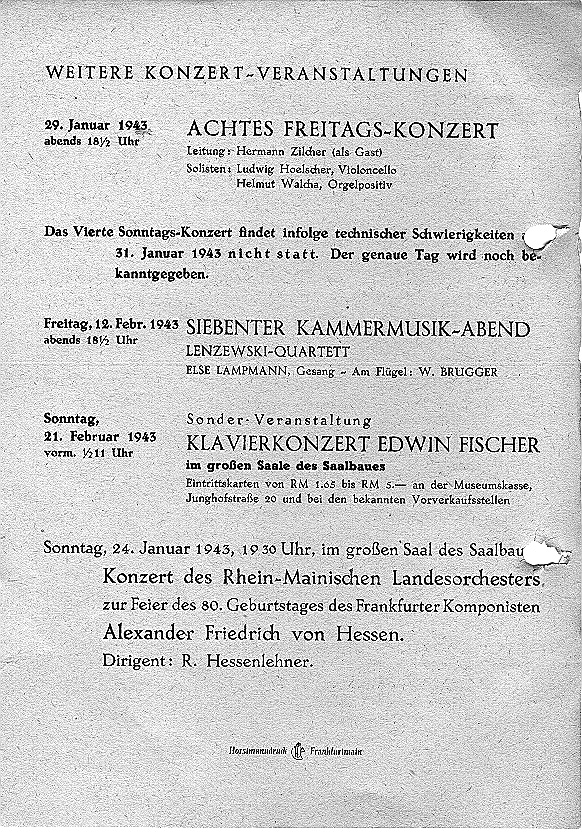 WEITERE KONZERT-VERANSTALTUNGEN
29. Januar 1943
abends 18½ Uhr
ACHTES FREITAGS-KONZERT
Leitung: Hermann Zilcher (als Gast)
Solisten: Ludwig Hoelscher, Violoncello
Helmut Walcha, Orgelpositiv
Das Vierte Sonntags-Konzert findet infolge technischer Schwierigkeiten
31. Januar 1943 nicht statt. Der genaue Tag wird noch be-
kanntgegeben.
Freitag, 12. Febr. 1943
abends 18½ Uhr
SIEBENTER KAMMERMUSIK-ABEND
LENZEWSKI-QUARTETT
ELSE LAMPMANN, Gesang - Am Flügel: W. BRUGGER
Sonntag,
21. Februar 1943
vorm. ½11 Uhr
Sonder-Veranstaltung
KLAVIERKONZERT EDWIN FISCHER
im großen Saale des Saalbaues
Eintrittskarten von RM 1.65 bis RM 5.— an der Museumskasse,
Junghofstraße 20 und bei den bekannten Vorverkaufsstellen
Sonntag, 24. Januar 1943, 19 30 Uhr, im großen Saal des Saalbau
Konzert des Rhein-Mainischen Landesorchesters
zur Feier des 80. Geburtstages des Frankfurter Komponisten
Alexander Friedrich von Hessen.
Dirigent: R. Hessenlehner.
Horstmanndruck Frankfurtmain